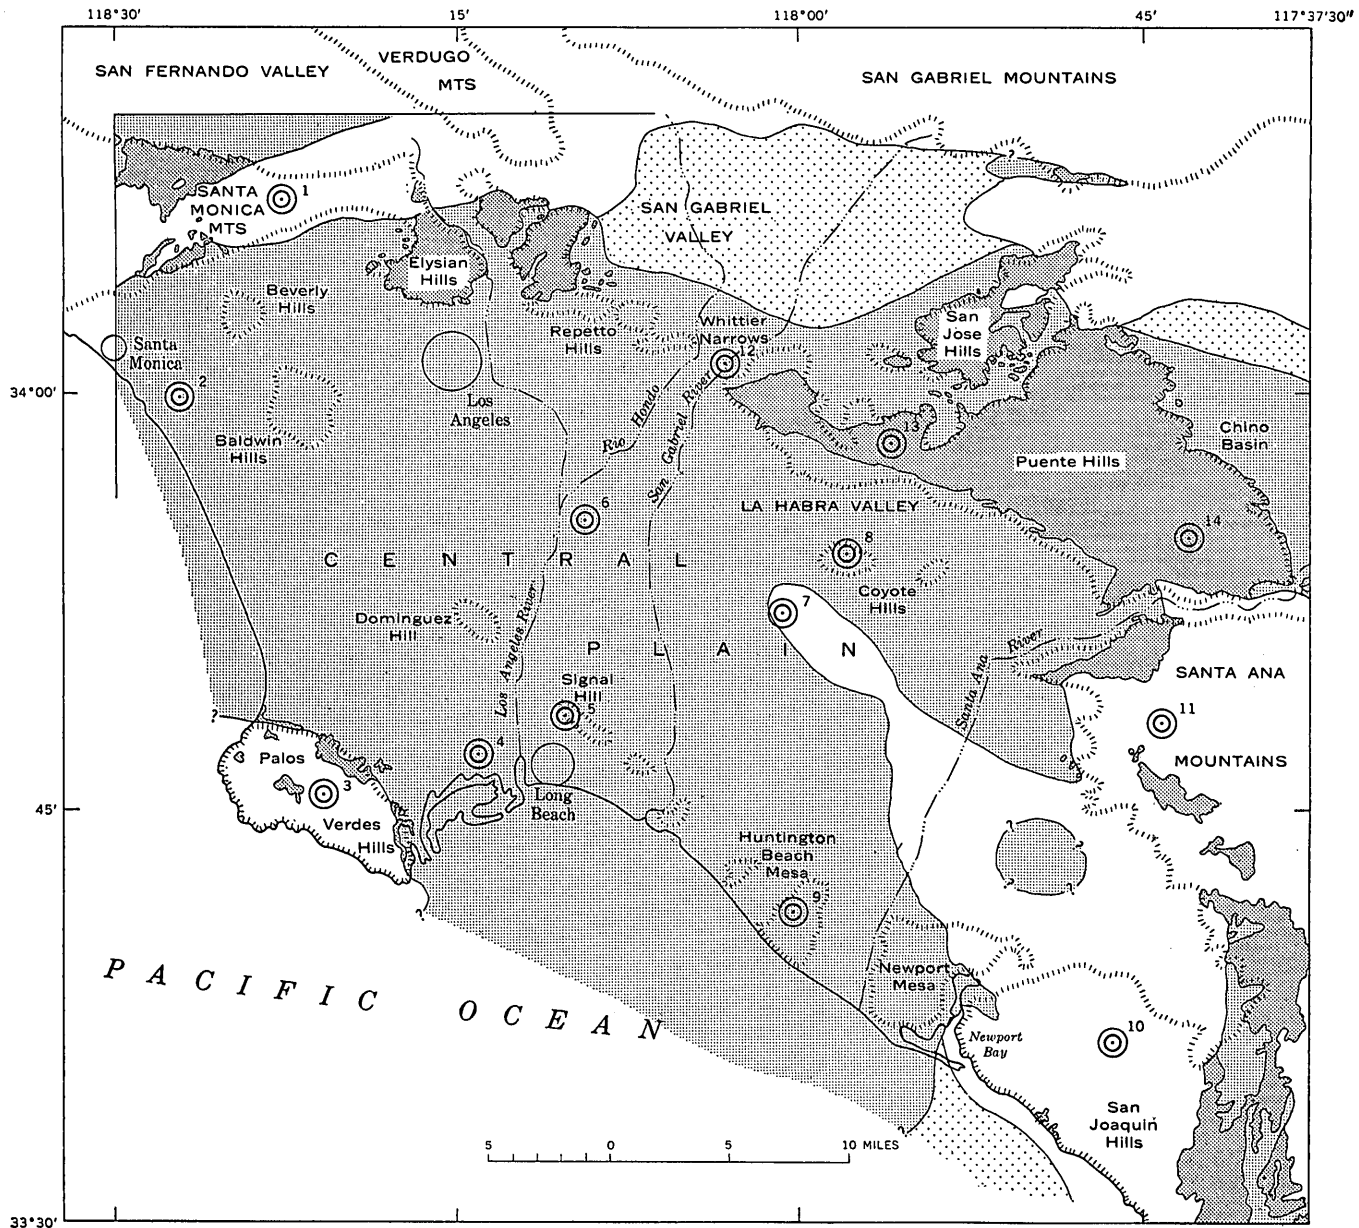 118°30'
15'
118°00'
45'
117°37'30"
SAN FERNANDO VALLEY
VERDUGO
MTS
SAN GABRIEL MOUNTAINS
?
SANTA
MONICA
MTS
1
SAN GABRIEL
VALLEY
Elysian
Hills
Beverly
Hills
Repetto
Hills
Whittier
Narrows
12
San
Jose
Hills
Santa
Monica
2
34°00'
Los
Angeles
Rio Hondo
San Gabriel River
13
Chino
Basin
Baldwin
Hills
Puente Hills
6
LA HABRA VALLEY
14
8
CENTRAL
Coyote
Hills
7
Dominguez
Hill
Los Angeles River
PLAIN
Santa Ana River
SANTA ANA
MOUNTAINS
11
Signal
Hill
5
?
Palos
Verdes
Hills
3
4
Long
Beach
45'
Huntington
Beach
Mesa
9
?
?
?
?
?
Newport
Mesa
PACIFIC OCEAN
Newport
Bay
10
San
Joaquin
Hills
?
5
0
5
10 MILES
33°30'